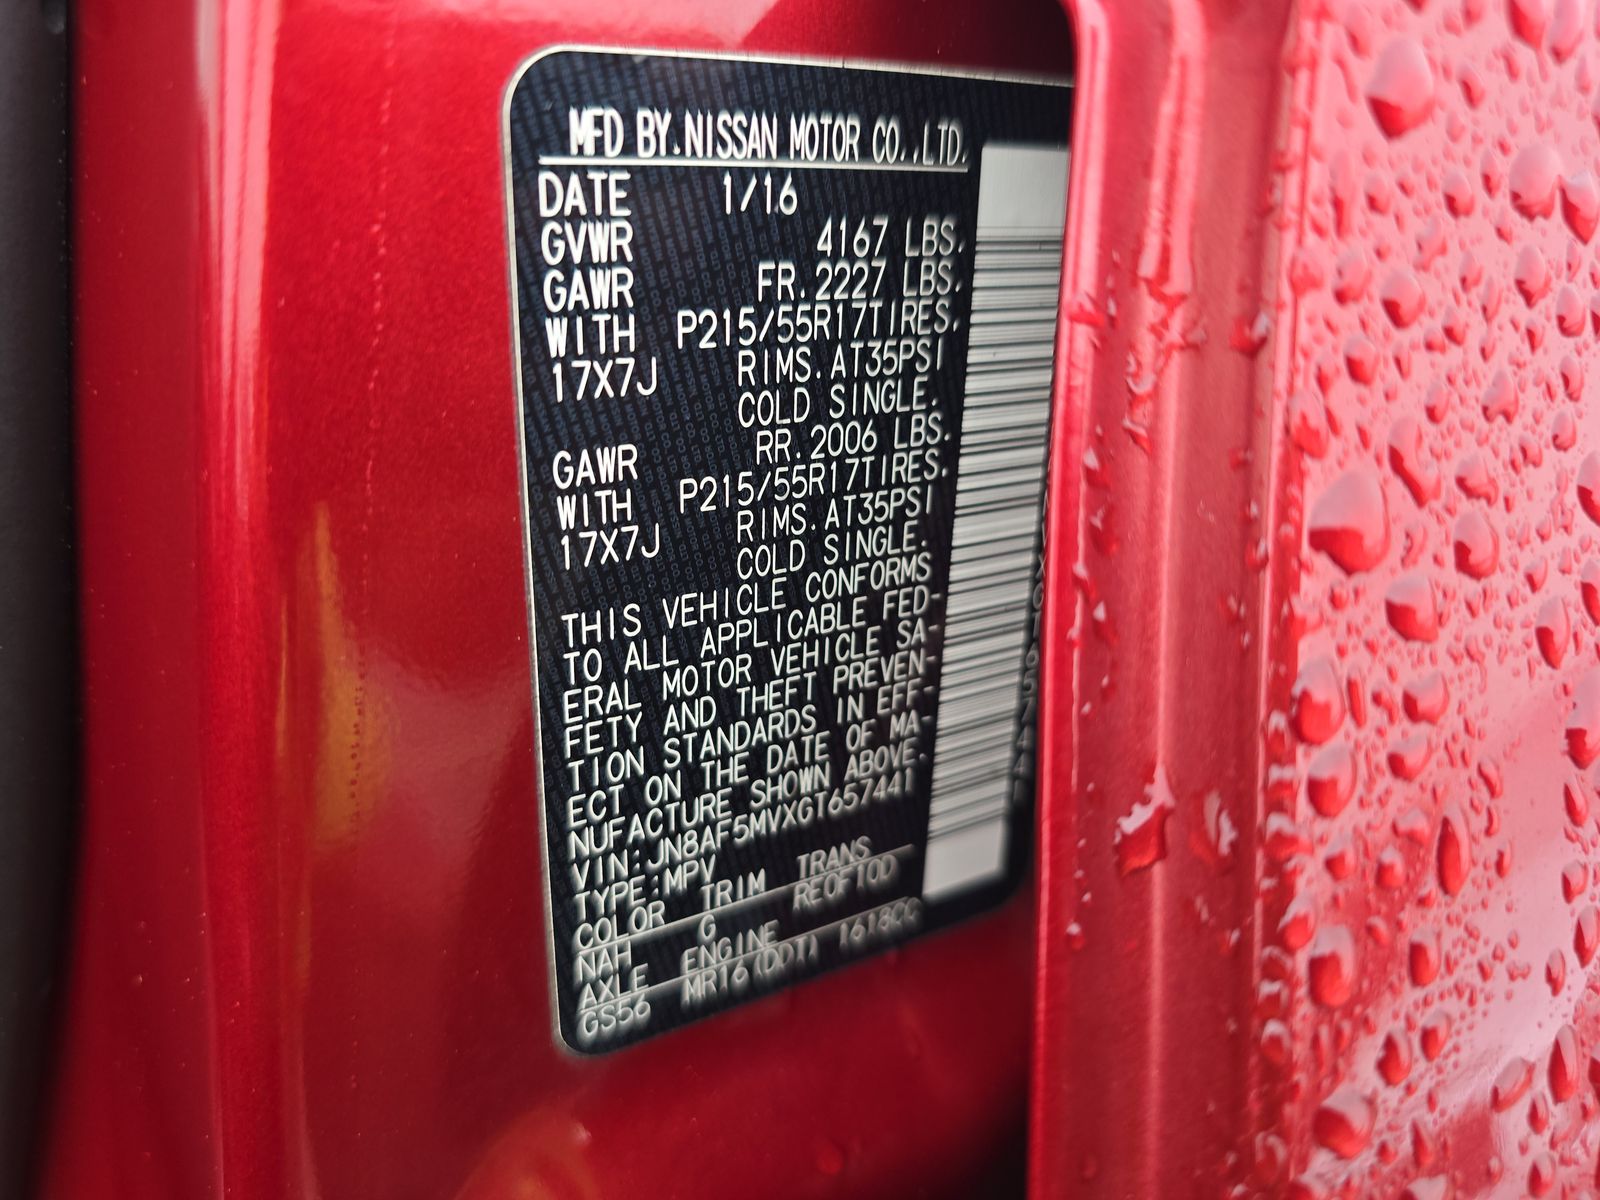 MFD BY.NISSAN MOTOR CO.,LTD.
DATE 1/16
GVWR 4167 LBS.
GAWR FR.2227 LBS.
WITH P215/55R17TIRES.
17X7J RIMS.AT35PSI
COLD SINGLE.
GAWR RR.2006 LBS.
WITH P215/55R17TIRES.
17X7J RIMS.AT35PSI
COLD SINGLE.
THIS VEHICLE CONFORMS
TO ALL APPLICABLE FED-
ERAL MOTOR VEHICLE SA-
FETY AND THEFT PREVEN-
TION STANDARDS IN EFF-
ECT ON THE DATE OF MA-
NUFACTURE SHOWN ABOVE.
VIN:JN8AF5MVXGT657441
TYPE:MPV
COLOR TRIM TRANS
NAH G RE0F10D
AXLE ENGINE
GS56 MR16(DDT) 1618CC